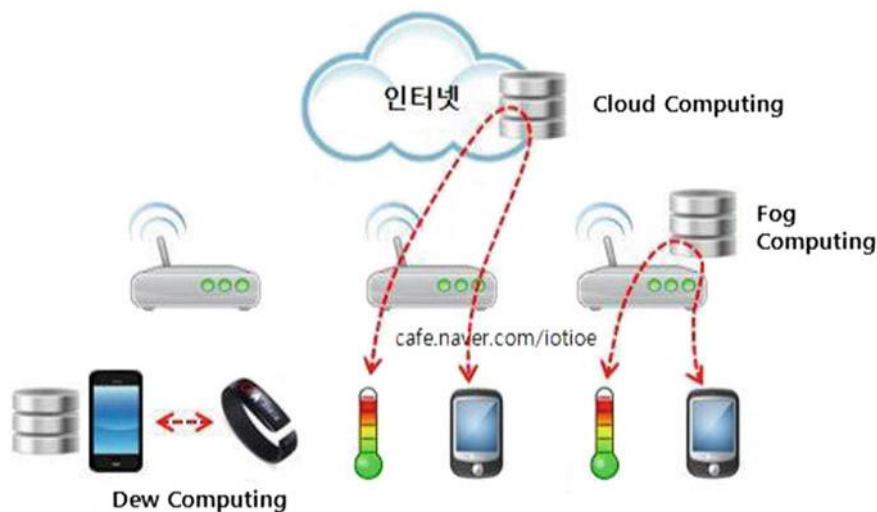 인터넷
Cloud Computing
Fog
Computing
cafe.naver.com/iotioe
Dew Computing